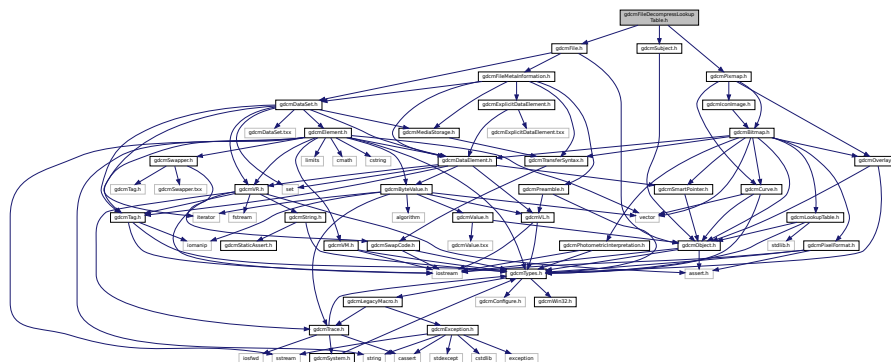 gdcmFileDecompressLookup
Table.h
gdcmFile.h
gdcmSubject.h
gdcmFileMetaInformation.h
gdcmPixmap.h
gdcmDataSet.h
gdcmExplicitDataElement.h
gdcmIconImage.h
gdcmDataSet.txx
gdcmElement.h
gdcmMediaStorage.h
gdcmExplicitDataElement.txx
gdcmBitmap.h
gdcmSwapper.h
limits
cmath
cstring
gdcmDataElement.h
gdcmTransferSyntax.h
gdcmOverlay.h
gdcmTag.h
gdcmSwapper.txx
gdcmVR.h
set
gdcmByteValue.h
gdcmPreamble.h
gdcmSmartPointer.h
gdcmCurve.h
gdcmTag.h
iterator
fstream
gdcmString.h
algorithm
gdcmValue.h
gdcmVL.h
vector
gdcmLookupTable.h
iomanip
gdcmStaticAssert.h
gdcmVM.h
gdcmSwapCode.h
gdcmValue.txx
gdcmPhotometricInterpretation.h
gdcmObject.h
stdlib.h
gdcmPixelFormat.h
iostream
gdcmTypes.h
assert.h
gdcmLegacyMacro.h
gdcmConfigure.h
gdcmWin32.h
gdcmTrace.h
gdcmException.h
iosfwd
sstream
gdcmSystem.h
string
cassert
stdexcept
cstdlib
exception